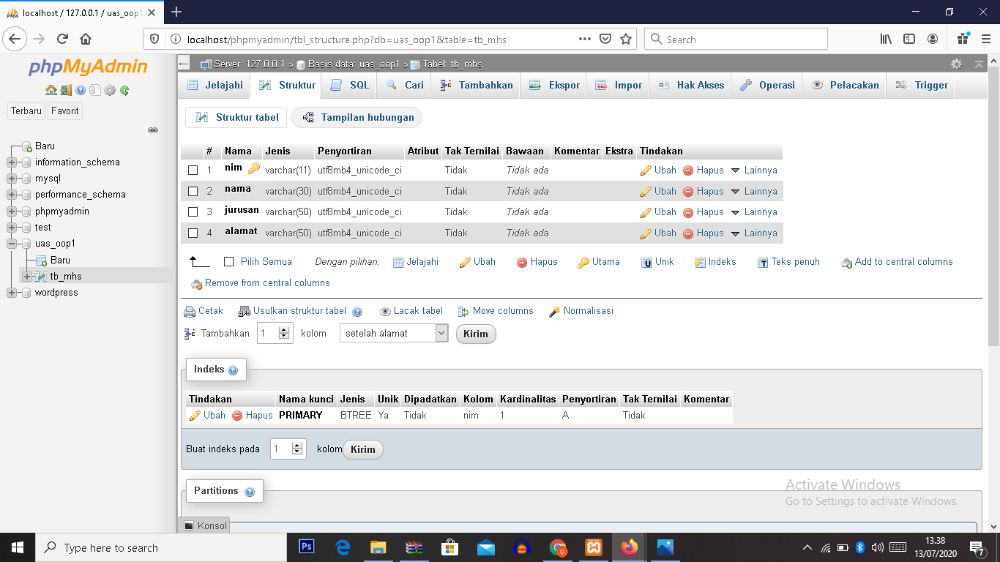 localhost / 127.0.0.1 / uas_oop1
localhost/phpmyadmin/tbl_structure.php?db=uas_oop1&table=tb_mhs
Search
phpMyAdmin
Terbaru Favorit
Baru
information_schema
mysql
performance_schema
phpmyadmin
test
uas_oop1
Baru
tb_mhs
wordpress
Server: 127.0.0.1 » Basis data: uas_oop1 » Tabel: tb_mhs
Jelajahi Struktur SQL Cari Tambahkan Ekspor Impor Hak Akses Operasi Pelacakan Trigger
Struktur tabel Tampilan hubungan
# Nama Jenis Penyortiran Atribut Tak Ternilai Bawaan Komentar Ekstra Tindakan
1 nim varchar(11) utf8mb4_unicode_ci Tidak Tidak ada Ubah Hapus Lainnya
2 nama varchar(30) utf8mb4_unicode_ci Tidak Tidak ada Ubah Hapus Lainnya
3 jurusan varchar(50) utf8mb4_unicode_ci Tidak Tidak ada Ubah Hapus Lainnya
4 alamat varchar(50) utf8mb4_unicode_ci Tidak Tidak ada Ubah Hapus Lainnya
Pilih Semua Dengan pilihan: Jelajahi Ubah Hapus Utama Unik Indeks Teks penuh Add to central columns
Remove from central columns
Cetak Usulkan struktur tabel Lacak tabel Move columns Normalisasi
Tambahkan 1 kolom setelah alamat Kirim
Indeks
Tindakan Nama kunci Jenis Unik Dipadatkan Kolom Kardinalitas Penyortiran Tak Ternilai Komentar
Ubah Hapus PRIMARY BTREE Ya Tidak nim 1 A Tidak
Buat indeks pada 1 kolom Kirim
Partitions
Konsol
Activate Windows
Go to Settings to activate Windows.
Type here to search
13.38
13/07/2020
7